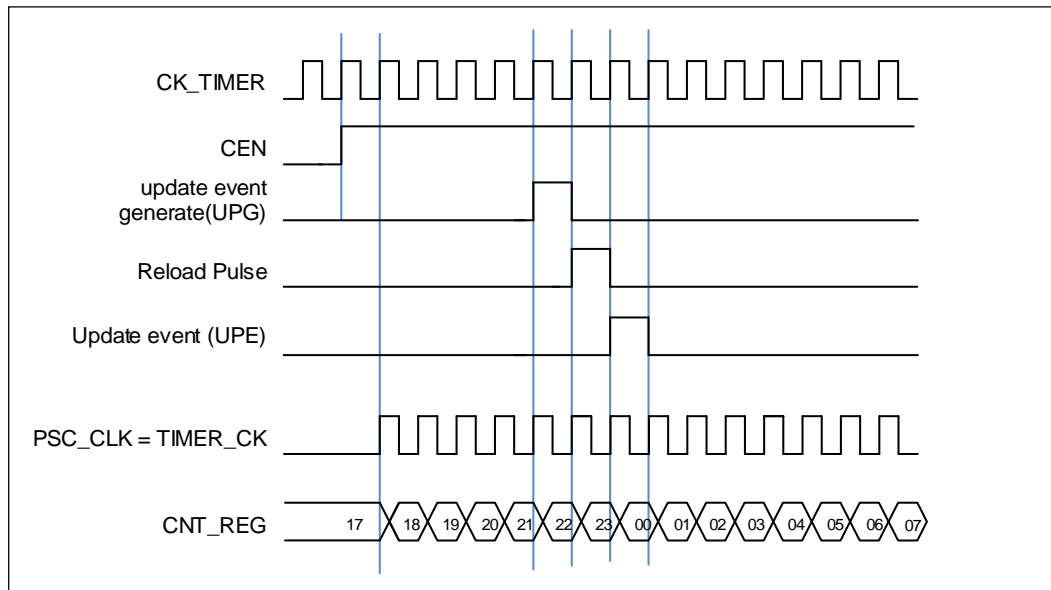 CK_TIMER
CEN
update event
generate(UPG)
Reload Pulse
Update event (UPE)
PSC_CLK = TIMER_CK
CNT_REG 17 18 19 20 21 22 23 00 01 02 03 04 05 06 07